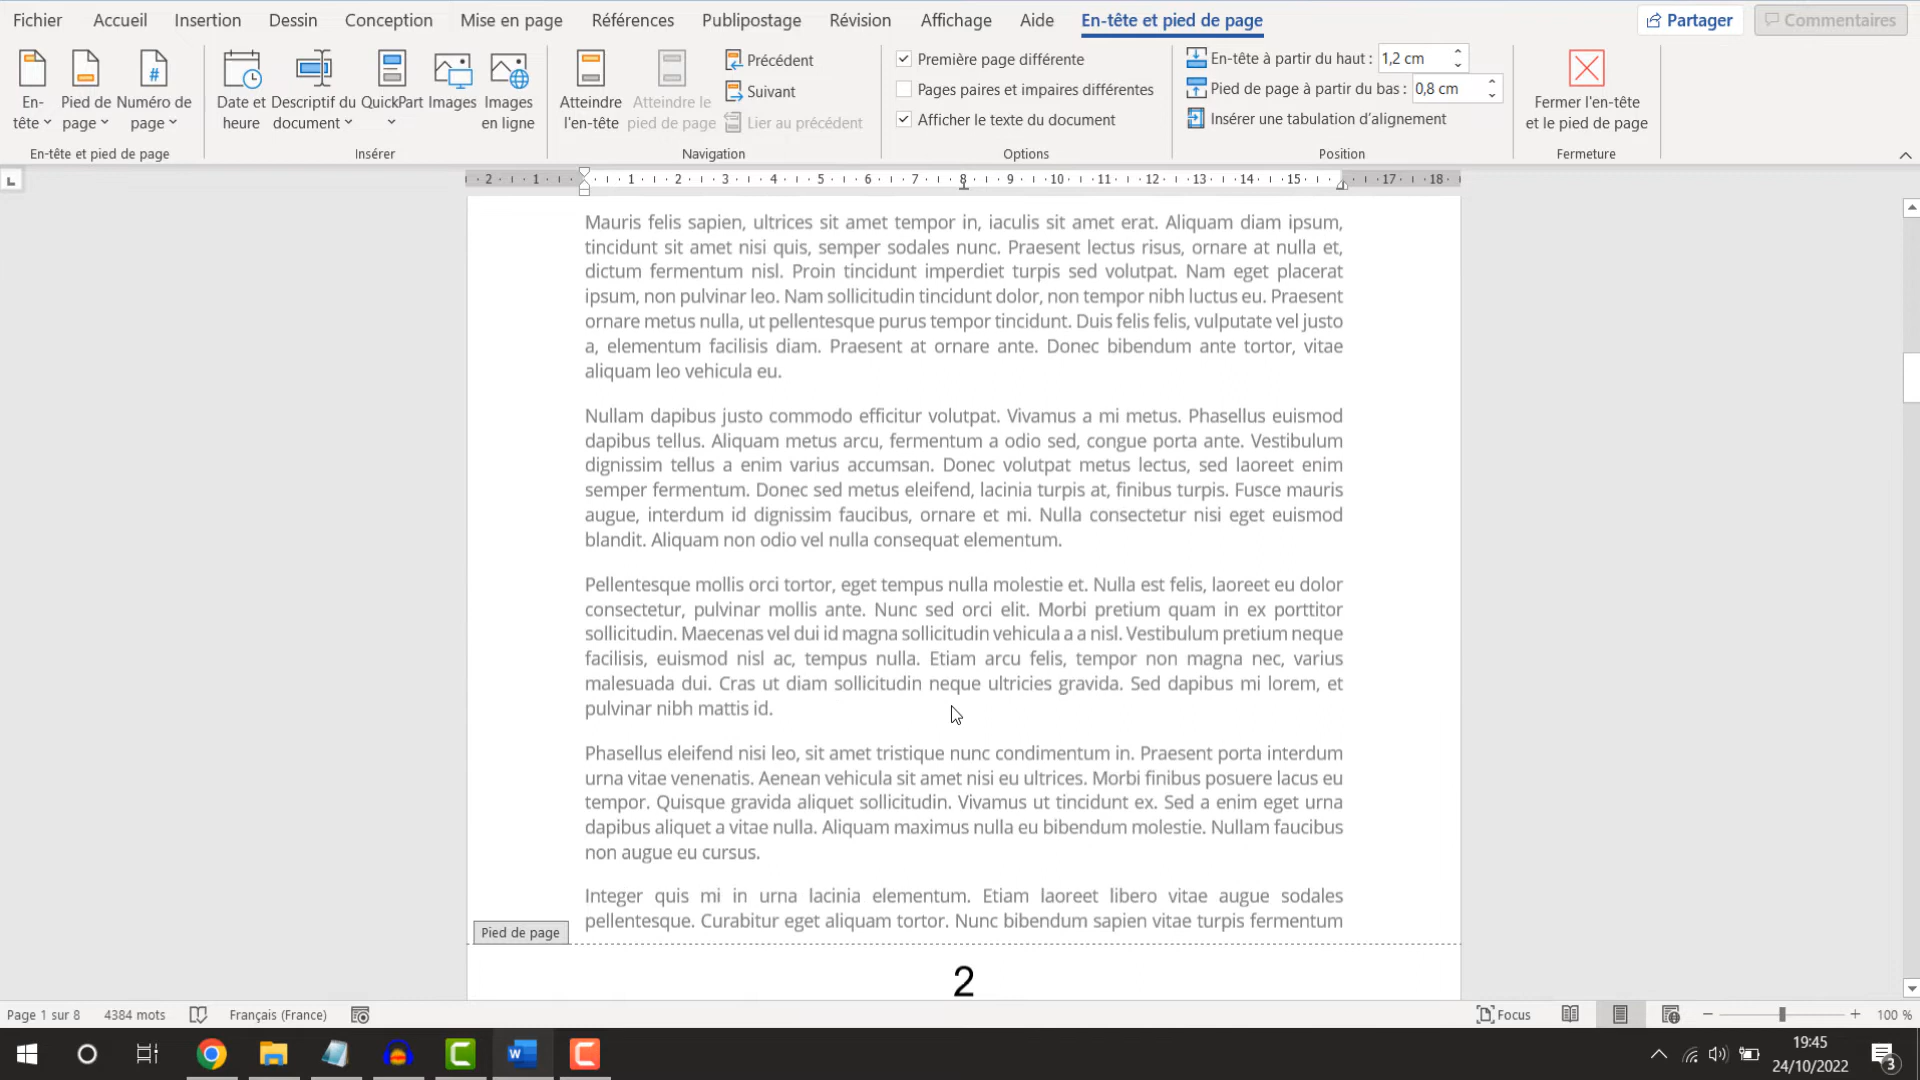 Fichier Accueil Insertion Dessin Conception Mise en page Références Publipostage Révision Affichage Aide En-tête et pied de page Partager Commentaires
En-tête
Pied de page
Numéro de page
En-tête et pied de page
Date et heure
Descriptif du document
QuickPart
Images
Images en ligne
Insérer
Atteindre l'en-tête
Atteindre le pied de page
Précédent
Suivant
Lier au précédent
Navigation
Première page différente
Pages paires et impaires différentes
Afficher le texte du document
Options
En-tête à partir du haut : 1,2 cm
Pied de page à partir du bas : 0,8 cm
Insérer une tabulation d'alignement
Position
Fermer l'en-tête et le pied de page
Fermeture
2 1 1 2 3 4 5 6 7 8 9 10 11 12 13 14 15 17 18
Mauris felis sapien, ultrices sit amet tempor in, iaculis sit amet erat. Aliquam diam ipsum,
tincidunt sit amet nisi quis, semper sodales nunc. Praesent lectus risus, ornare at nulla et,
dictum fermentum nisl. Proin tincidunt imperdiet turpis sed volutpat. Nam eget placerat
ipsum, non pulvinar leo. Nam sollicitudin tincidunt dolor, non tempor nibh luctus eu. Praesent
ornare metus nulla, ut pellentesque purus tempor tincidunt. Duis felis felis, vulputate vel justo
a, elementum facilisis diam. Praesent at ornare ante. Donec bibendum ante tortor, vitae
aliquam leo vehicula eu.
Nullam dapibus justo commodo efficitur volutpat. Vivamus a mi metus. Phasellus euismod
dapibus tellus. Aliquam metus arcu, fermentum a odio sed, congue porta ante. Vestibulum
dignissim tellus a enim varius accumsan. Donec volutpat metus lectus, sed laoreet enim
semper fermentum. Donec sed metus eleifend, lacinia turpis at, finibus turpis. Fusce mauris
augue, interdum id dignissim faucibus, ornare et mi. Nulla consectetur nisi eget euismod
blandit. Aliquam non odio vel nulla consequat elementum.
Pellentesque mollis orci tortor, eget tempus nulla molestie et. Nulla est felis, laoreet eu dolor
consectetur, pulvinar mollis ante. Nunc sed orci elit. Morbi pretium quam in ex porttitor
sollicitudin. Maecenas vel dui id magna sollicitudin vehicula a a nisl. Vestibulum pretium neque
facilisis, euismod nisl ac, tempus nulla. Etiam arcu felis, tempor non magna nec, varius
malesuada dui. Cras ut diam sollicitudin neque ultricies gravida. Sed dapibus mi lorem, et
pulvinar nibh mattis id.
Phasellus eleifend nisi leo, sit amet tristique nunc condimentum in. Praesent porta interdum
urna vitae venenatis. Aenean vehicula sit amet nisi eu ultrices. Morbi finibus posuere lacus eu
tempor. Quisque gravida aliquet sollicitudin. Vivamus ut tincidunt ex. Sed a enim eget urna
dapibus aliquet a vitae nulla. Aliquam maximus nulla eu bibendum molestie. Nullam faucibus
non augue eu cursus.
Integer quis mi in urna lacinia elementum. Etiam laoreet libero vitae augue sodales
pellentesque. Curabitur eget aliquam tortor. Nunc bibendum sapien vitae turpis fermentum
Pied de page
2
Page 1 sur 8 4384 mots Français (France) Focus 100 %
19:45
24/10/2022
3